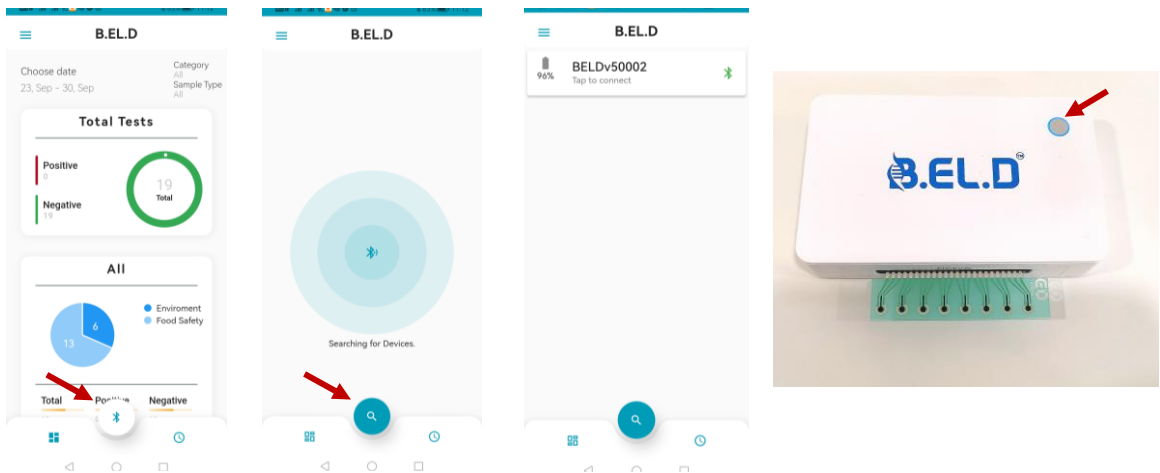 B.EL.D
Choose date
23, Sep - 30, Sep
Category
All
Sample Type
All
Total Tests
Positive
0
Negative
19
19
Total
All
6
13
Enviroment
Food Safety
Total
Negative
B.EL.D
Searching for Devices.
B.EL.D
96%
BELDv50002
Tap to connect
B.EL.D™